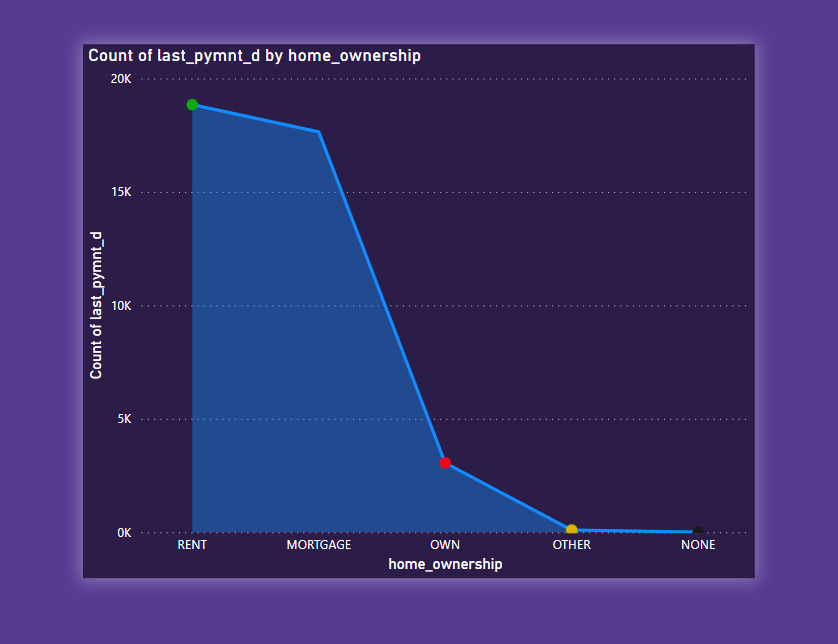 Count of last_pymnt_d by home_ownership
20K
15K
10K
5K
0K
Count of last_pymnt_d
RENT MORTGAGE OWN OTHER NONE
home_ownership